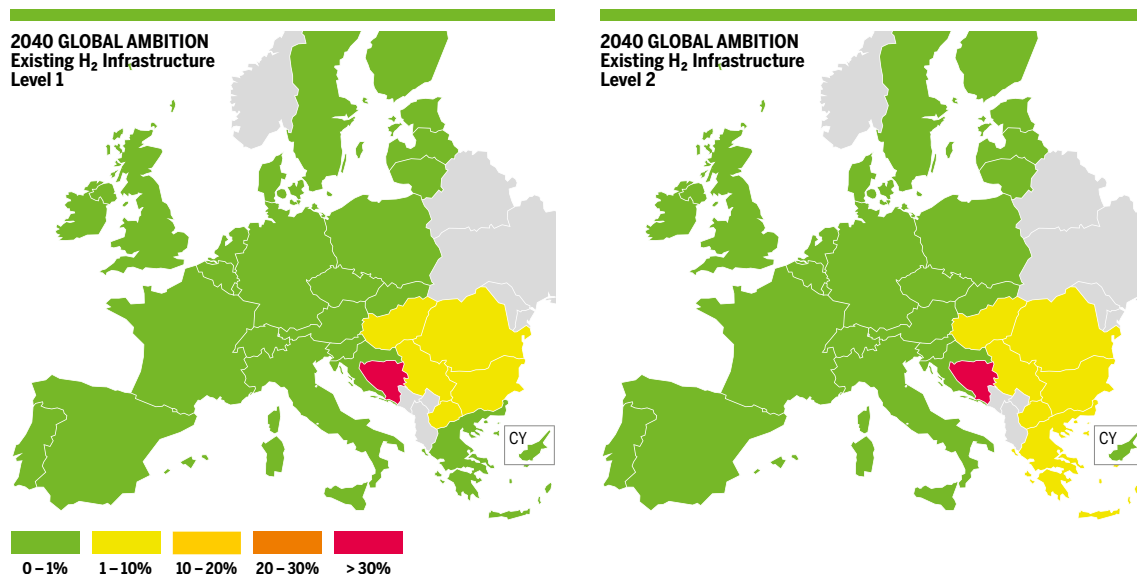 2040 GLOBAL AMBITION
Existing H₂ Infrastructure
Level 1
CY
0 – 1%
1 – 10%
10 – 20%
20 – 30%
> 30%
2040 GLOBAL AMBITION
Existing H₂ Infrastructure
Level 2
CY